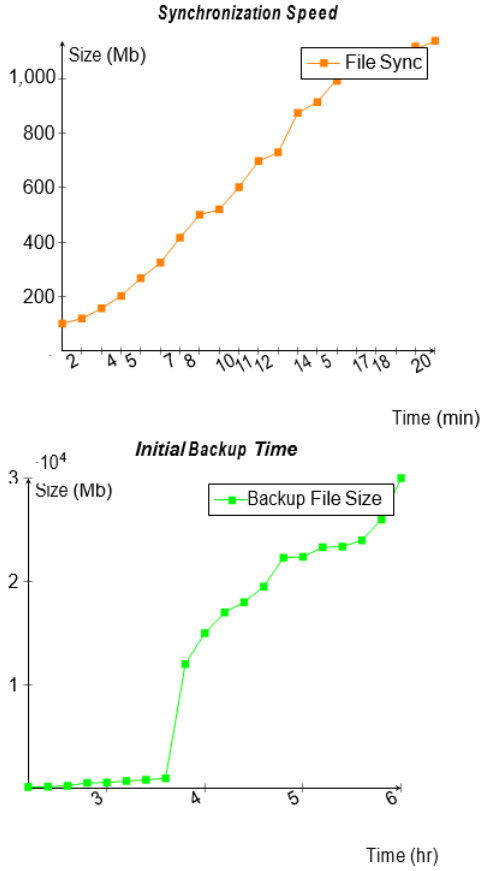 Synchronization Speed
Size (Mb)
File Sync
1,000
800
600
400
200
2 4 5 7 8 10 11 12 14 5 17 18 20
Time (min)
Initial Backup Time
·10⁴
3
Size (Mb)
Backup File Size
2
1
3 4 5 6
Time (hr)